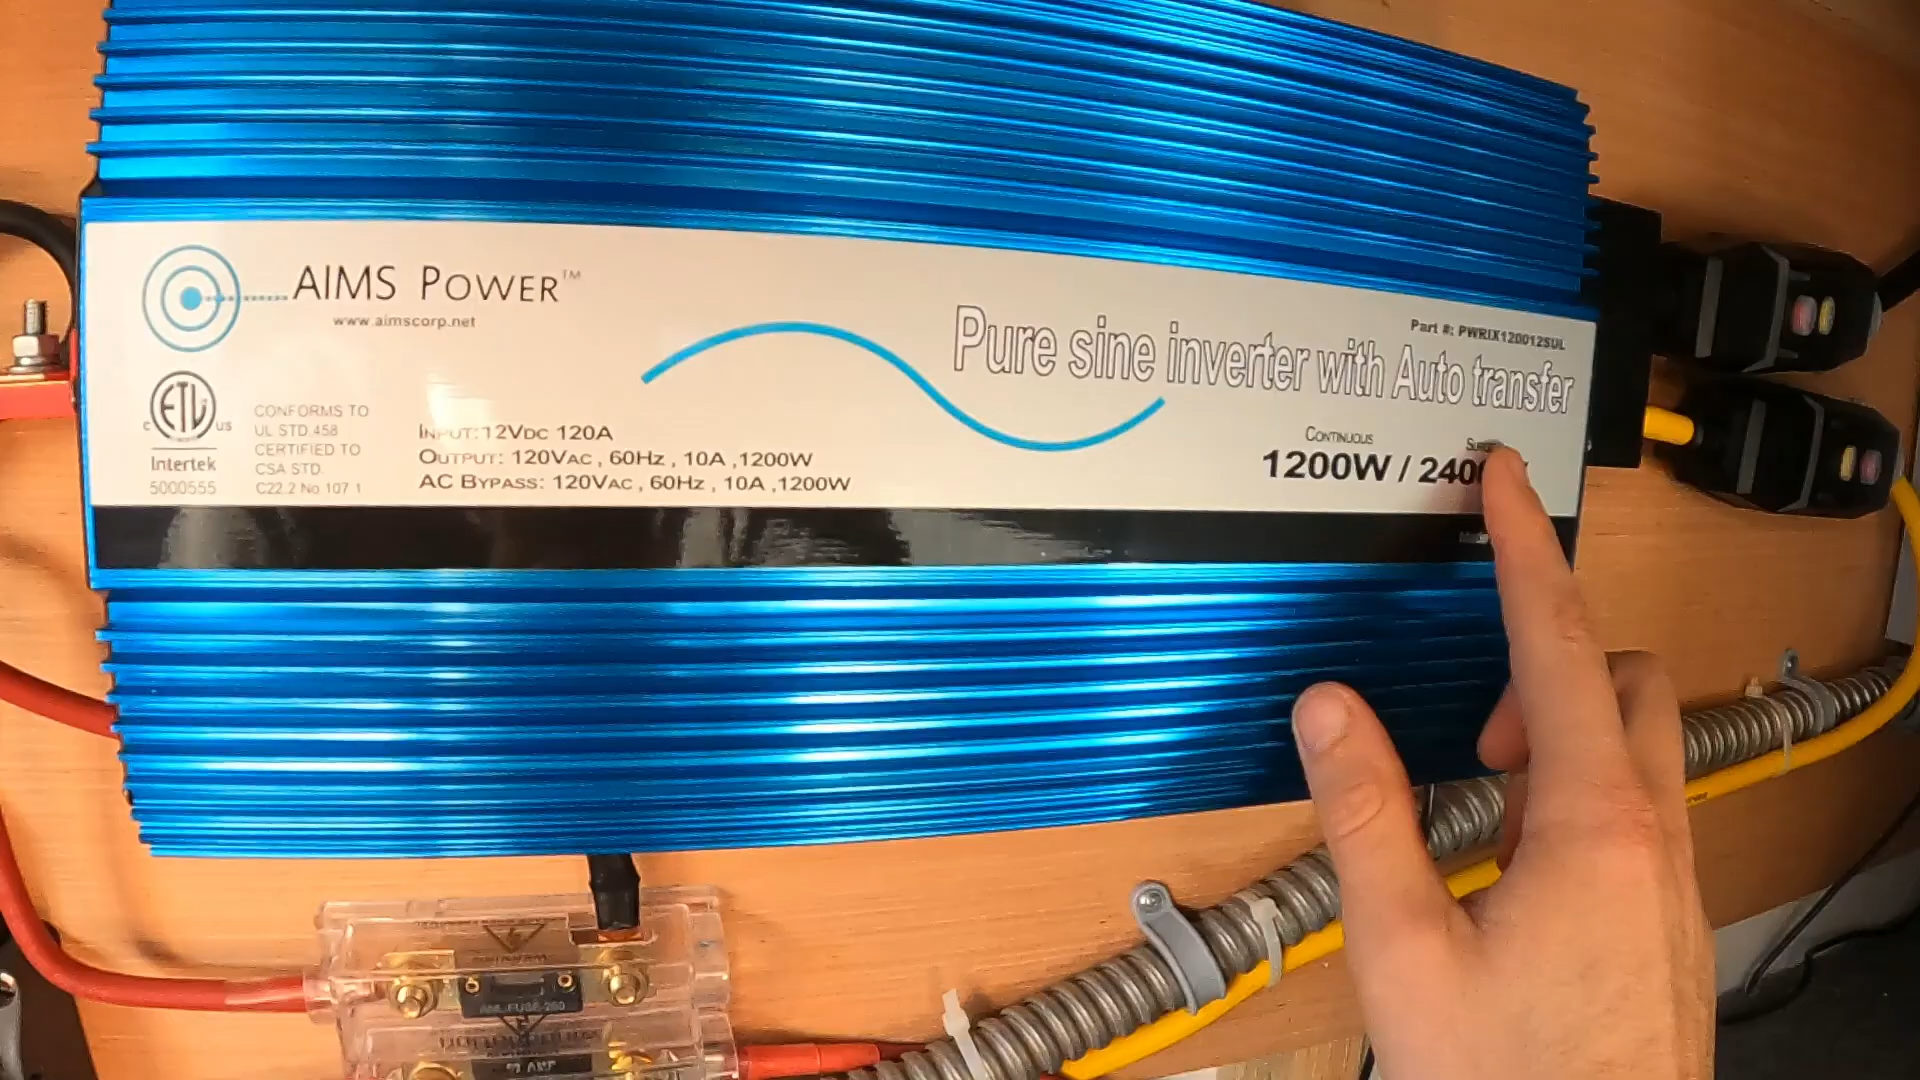 AIMS POWER™
www.aimscorp.net
Part #: PWRIX120012SUL
Pure sine inverter with Auto transfer
ETL
C US
Intertek
5000555
CONFORMS TO
UL STD.458
CERTIFIED TO
CSA STD.
C22.2 No 107 1
INPUT: 12VDC 120A
OUTPUT: 120VAC , 60Hz , 10A ,1200W
AC BYPASS: 120VAC , 60Hz , 10A ,1200W
CONTINUOUS
1200W / 2400